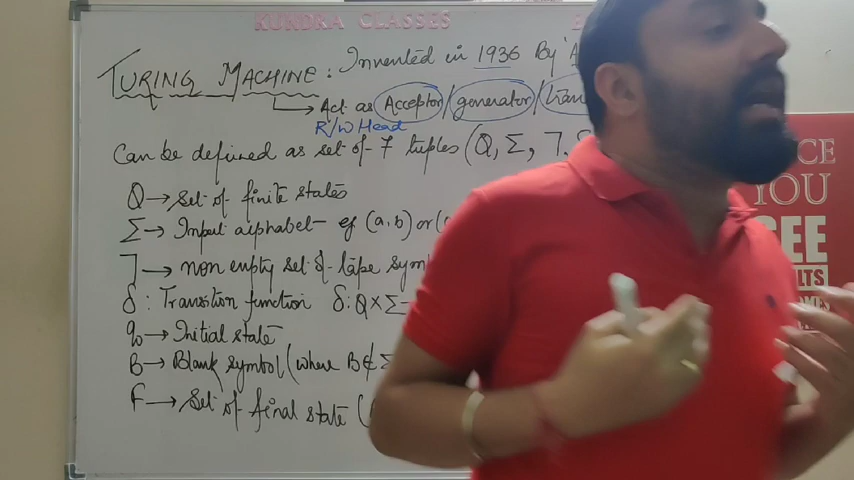 KUNDRA CLASSES
TURING MACHINE: Invented in 1936 By A
Act as Acceptor/generator/tran
R/W Head
Can be defined as set of 7 tuples (Q, Σ, ⅂, δ
Q → Set of finite states
Σ → Input alphabet eg (a, b) or (
⅂ → non empty set of tape sym
δ : Transition function δ: Q × Σ →
q₀ → Initial state
B → Blank symbol (where B ∉ Σ
F → Set of final state (
YOU